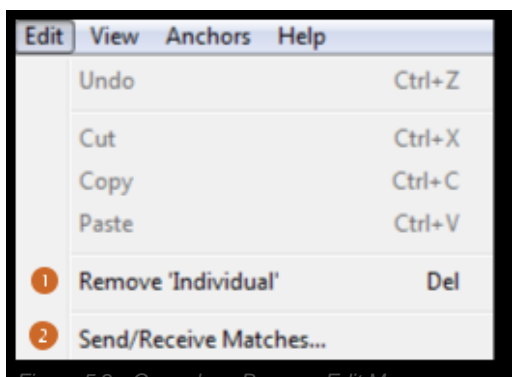 Edit View Anchors Help
Undo Ctrl+Z
Cut Ctrl+X
Copy Ctrl+C
Paste Ctrl+V
1 Remove 'Individual' Del
2 Send/Receive Matches...